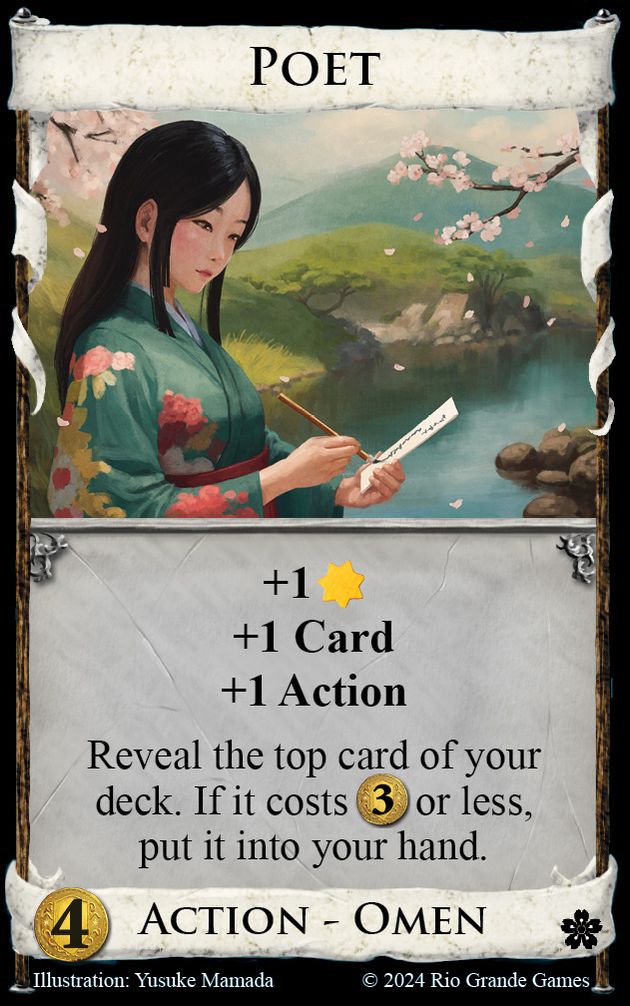 POET
+1
+1 Card
+1 Action
Reveal the top card of your
deck. If it costs 3 or less,
put it into your hand.
4 ACTION - OMEN
Illustration: Yusuke Mamada © 2024 Rio Grande Games